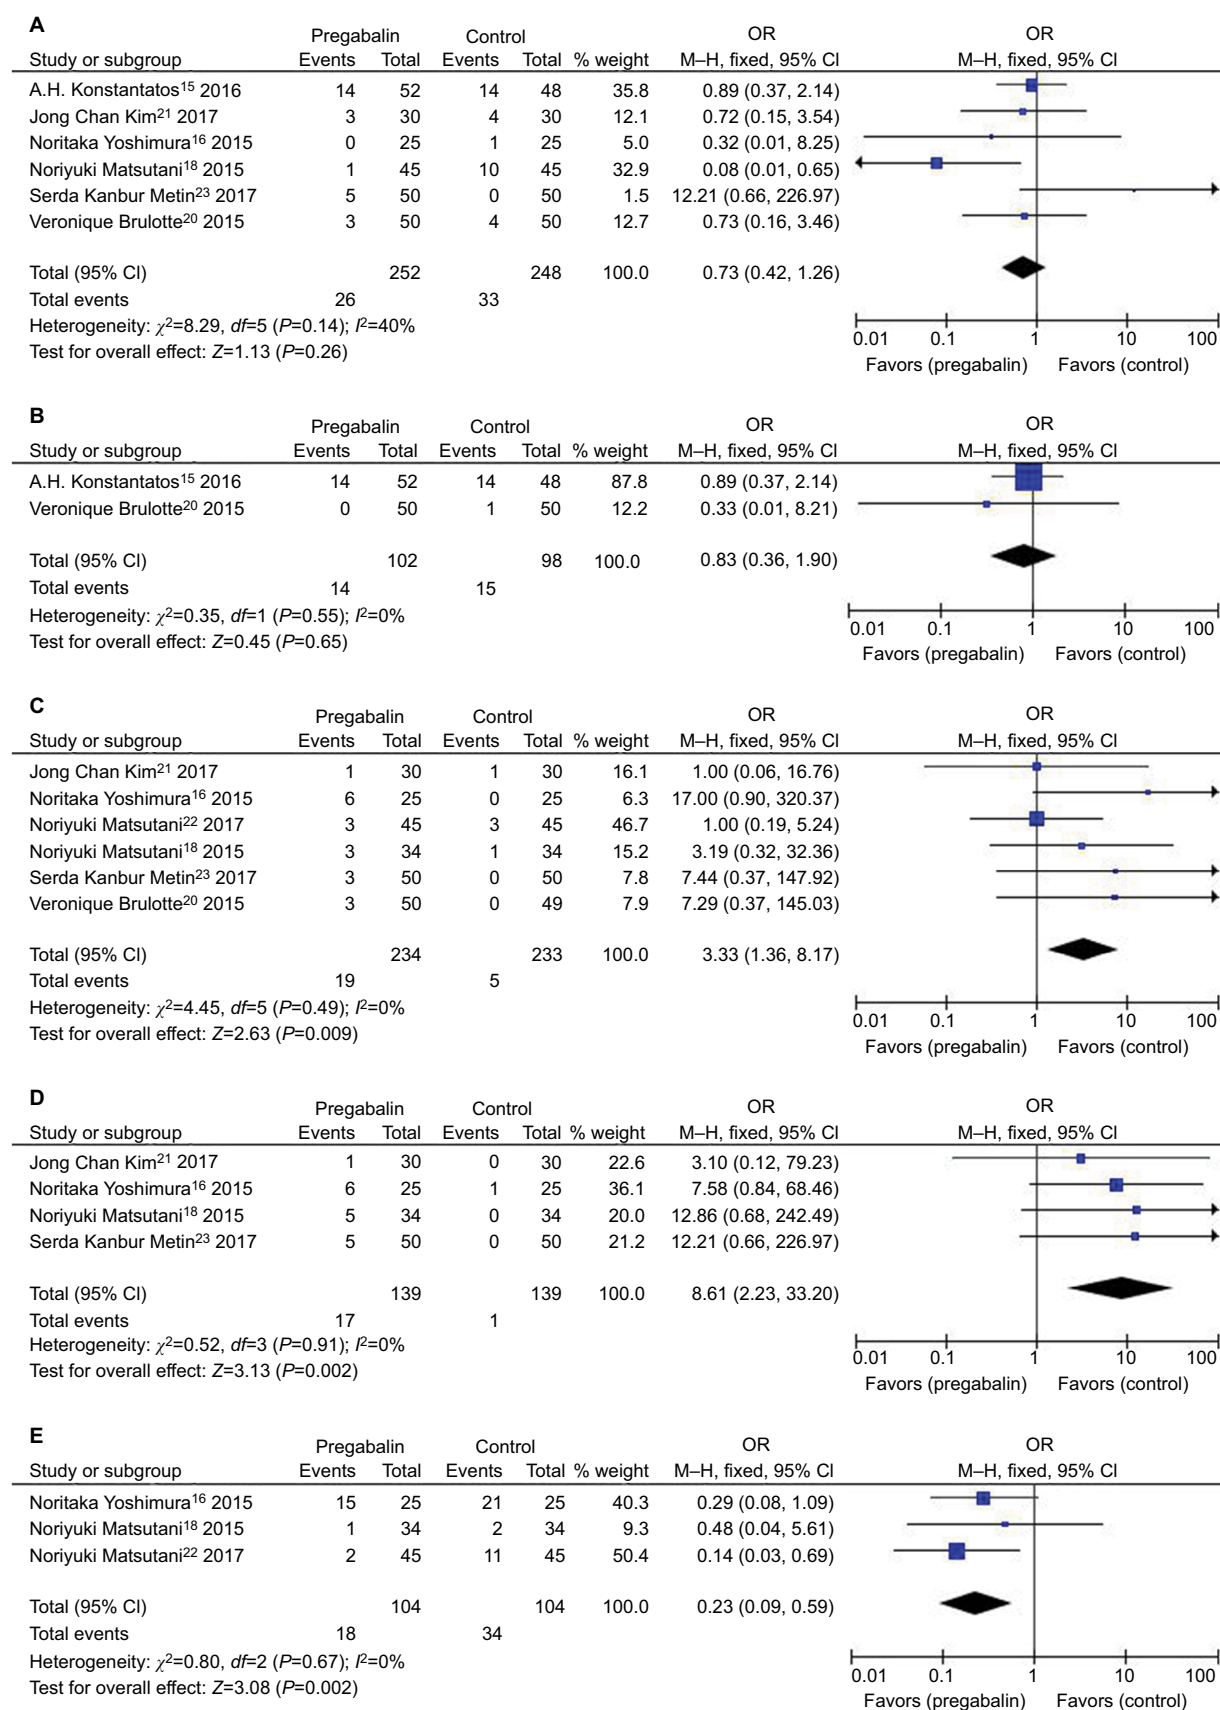 A
Pregabalin Control OR OR
Study or subgroup Events Total Events Total % weight M–H, fixed, 95% CI M–H, fixed, 95% CI
A.H. Konstantatos15 2016 14 52 14 48 35.8 0.89 (0.37, 2.14)
Jong Chan Kim21 2017 3 30 4 30 12.1 0.72 (0.15, 3.54)
Noritaka Yoshimura16 2015 0 25 1 25 5.0 0.32 (0.01, 8.25)
Noriyuki Matsutani18 2015 1 45 10 45 32.9 0.08 (0.01, 0.65)
Serda Kanbur Metin23 2017 5 50 0 50 1.5 12.21 (0.66, 226.97)
Veronique Brulotte20 2015 3 50 4 50 12.7 0.73 (0.16, 3.46)
Total (95% CI) 252 248 100.0 0.73 (0.42, 1.26)
Total events 26 33
Heterogeneity: χ2=8.29, df=5 (P=0.14); I2=40%
Test for overall effect: Z=1.13 (P=0.26)
0.01 0.1 1 10 100
Favors (pregabalin) Favors (control)
B
Pregabalin Control OR OR
Study or subgroup Events Total Events Total % weight M–H, fixed, 95% CI M–H, fixed, 95% CI
A.H. Konstantatos15 2016 14 52 14 48 87.8 0.89 (0.37, 2.14)
Veronique Brulotte20 2015 0 50 1 50 12.2 0.33 (0.01, 8.21)
Total (95% CI) 102 98 100.0 0.83 (0.36, 1.90)
Total events 14 15
Heterogeneity: χ2=0.35, df=1 (P=0.55); I2=0%
Test for overall effect: Z=0.45 (P=0.65)
0.01 0.1 1 10 100
Favors (pregabalin) Favors (control)
C
Pregabalin Control OR OR
Study or subgroup Events Total Events Total % weight M–H, fixed, 95% CI M–H, fixed, 95% CI
Jong Chan Kim21 2017 1 30 1 30 16.1 1.00 (0.06, 16.76)
Noritaka Yoshimura16 2015 6 25 0 25 6.3 17.00 (0.90, 320.37)
Noriyuki Matsutani22 2017 3 45 3 45 46.7 1.00 (0.19, 5.24)
Noriyuki Matsutani18 2015 3 34 1 34 15.2 3.19 (0.32, 32.36)
Serda Kanbur Metin23 2017 3 50 0 50 7.8 7.44 (0.37, 147.92)
Veronique Brulotte20 2015 3 50 0 49 7.9 7.29 (0.37, 145.03)
Total (95% CI) 234 233 100.0 3.33 (1.36, 8.17)
Total events 19 5
Heterogeneity: χ2=4.45, df=5 (P=0.49); I2=0%
Test for overall effect: Z=2.63 (P=0.009)
0.01 0.1 1 10 100
Favors (pregabalin) Favors (control)
D
Pregabalin Control OR OR
Study or subgroup Events Total Events Total % weight M–H, fixed, 95% CI M–H, fixed, 95% CI
Jong Chan Kim21 2017 1 30 0 30 22.6 3.10 (0.12, 79.23)
Noritaka Yoshimura16 2015 6 25 1 25 36.1 7.58 (0.84, 68.46)
Noriyuki Matsutani18 2015 5 34 0 34 20.0 12.86 (0.68, 242.49)
Serda Kanbur Metin23 2017 5 50 0 50 21.2 12.21 (0.66, 226.97)
Total (95% CI) 139 139 100.0 8.61 (2.23, 33.20)
Total events 17 1
Heterogeneity: χ2=0.52, df=3 (P=0.91); I2=0%
Test for overall effect: Z=3.13 (P=0.002)
0.01 0.1 1 10 100
Favors (pregabalin) Favors (control)
E
Pregabalin Control OR OR
Study or subgroup Events Total Events Total % weight M–H, fixed, 95% CI M–H, fixed, 95% CI
Noritaka Yoshimura16 2015 15 25 21 25 40.3 0.29 (0.08, 1.09)
Noriyuki Matsutani18 2015 1 34 2 34 9.3 0.48 (0.04, 5.61)
Noriyuki Matsutani22 2017 2 45 11 45 50.4 0.14 (0.03, 0.69)
Total (95% CI) 104 104 100.0 0.23 (0.09, 0.59)
Total events 18 34
Heterogeneity: χ2=0.80, df=2 (P=0.67); I2=0%
Test for overall effect: Z=3.08 (P=0.002)
0.01 0.1 1 10 100
Favors (pregabalin) Favors (control)